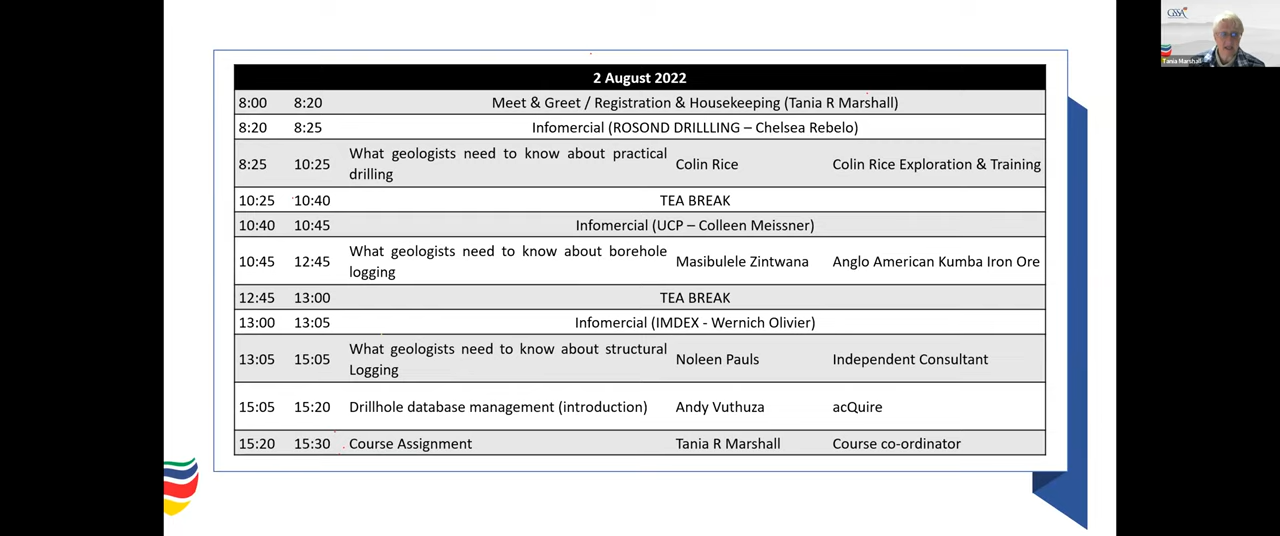 2 August 2022
8:00 8:20 Meet & Greet / Registration & Housekeeping (Tania R Marshall)
8:20 8:25 Infomercial (ROSOND DRILLLING – Chelsea Rebelo)
8:25 10:25 What geologists need to know about practical
drilling Colin Rice Colin Rice Exploration & Training
10:25 10:40 TEA BREAK
10:40 10:45 Infomercial (UCP – Colleen Meissner)
10:45 12:45 What geologists need to know about borehole
logging Masibulele Zintwana Anglo American Kumba Iron Ore
12:45 13:00 TEA BREAK
13:00 13:05 Infomercial (IMDEX - Wernich Olivier)
13:05 15:05 What geologists need to know about structural
Logging Noleen Pauls Independent Consultant
15:05 15:20 Drillhole database management (introduction) Andy Vuthuza acQuire
15:20 15:30 Course Assignment Tania R Marshall Course co-ordinator
GSSA
Tania Marshall